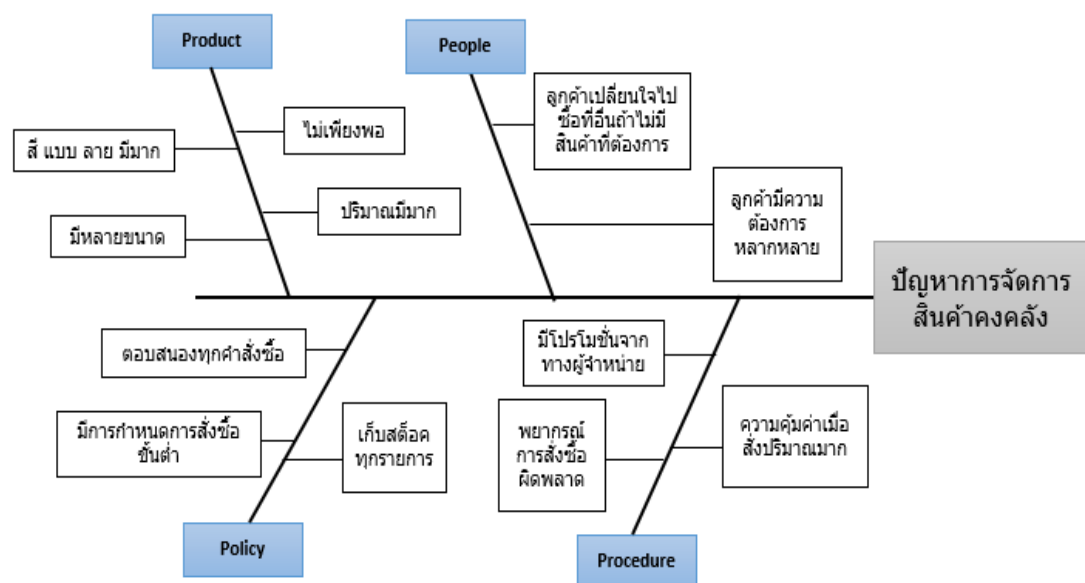 Product
People
ลูกค้าเปลี่ยนใจไป
ซื้อที่อื่นถ้าไม่มี
สินค้าที่ต้องการ
ไม่เพียงพอ
สี แบบ ลาย มีมาก
ปริมาณมีมาก
มีหลายขนาด
ลูกค้ามีความ
ต้องการ
หลากหลาย
ปัญหาการจัดการ
สินค้าคงคลัง
ตอบสนองทุกคำสั่งซื้อ
มีโปรโมชั่นจาก
ทางผู้จำหน่าย
มีการกำหนดการสั่งซื้อ
ขั้นต่ำ
เก็บสต็อค
ทุกรายการ
พยากรณ์
การสั่งซื้อ
ผิดพลาด
ความคุ้มค่าเมื่อ
สั่งปริมาณมาก
Policy
Procedure